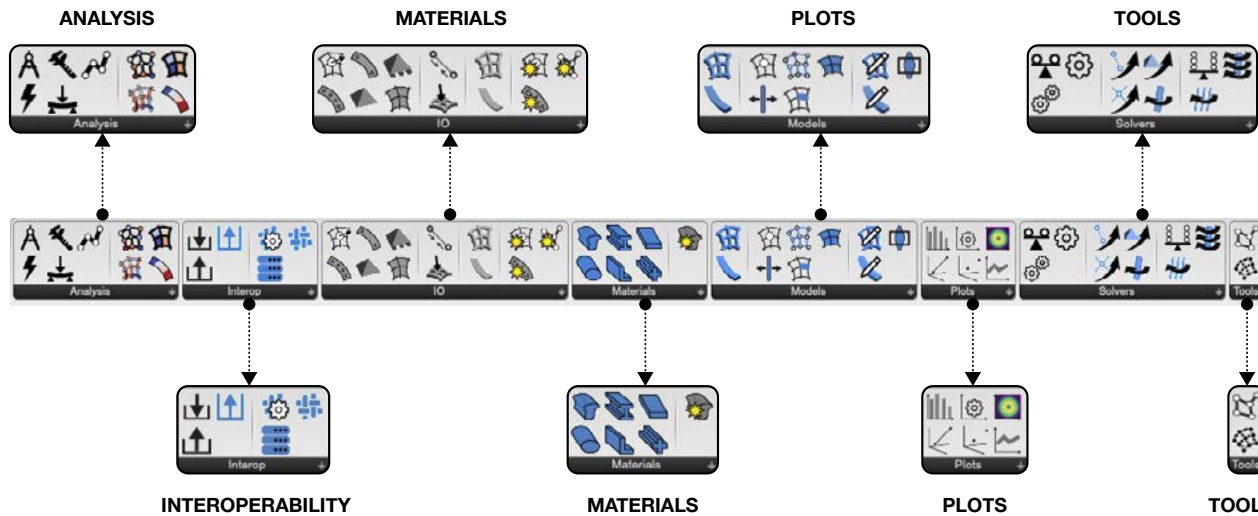 ANALYSIS
MATERIALS
PLOTS
TOOLS
Analysis
IO
Models
Solvers
Analysis
Interop
IO
Materials
Models
Plots
Solvers
Tools
Interop
Materials
Plots
Tools
INTEROPERABILITY
MATERIALS
PLOTS
TOOL